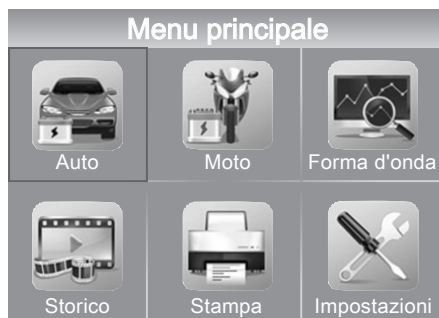 Menu principale
Auto
Moto
Forma d'onda
Storico
Stampa
Impostazioni